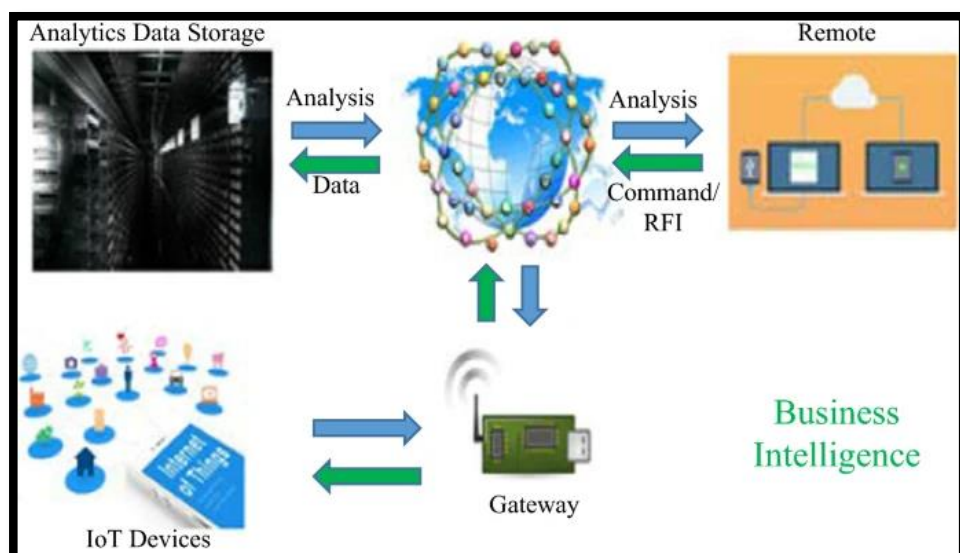 Analytics Data Storage
Remote
Analysis
Analysis
Data
Command/
RFI
Internet
of Things
Business
Intelligence
Gateway
IoT Devices